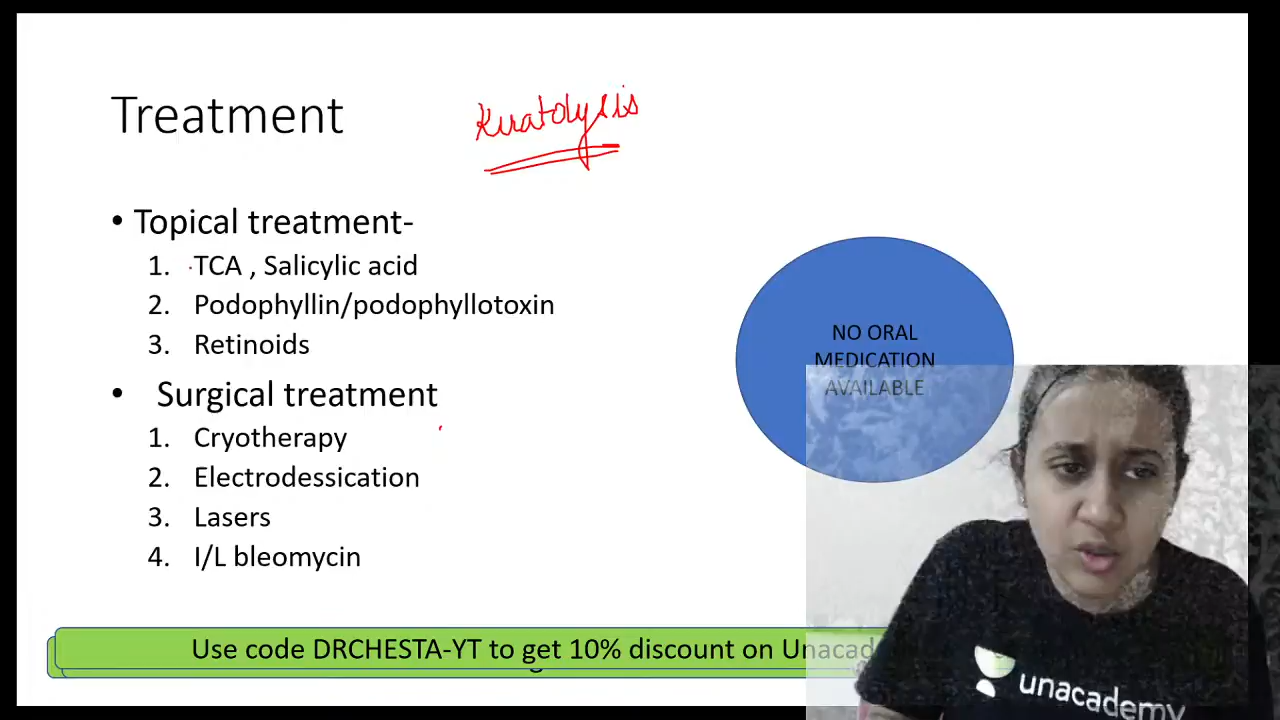 Treatment
Keratolysis
• Topical treatment-
1. TCA , Salicylic acid
2. Podophyllin/podophyllotoxin
3. Retinoids
• Surgical treatment
1. Cryotherapy
2. Electrodessication
3. Lasers
4. I/L bleomycin
NO ORAL
MEDICATION
AVAILABLE
Use code DRCHESTA-YT to get 10% discount on Unacad
unacademy